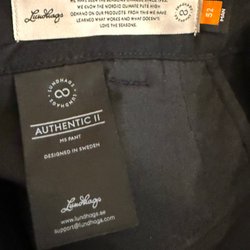 Lundhags
WE KNOW THE NORDIC CLIMATE PUTS HIGH
DEMAND ON OUR PRODUCTS. FROM THIS WE HAVE
LEARNED WHAT WORKS AND WHAT DOESN'T.
LOVE THE SEASONS.
52
LUNDHAGS
LUNDHAGS
AUTHENTIC II
MS PANT
DESIGNED IN SWEDEN
Lundhags
www.lundhags.se
support@lundhags.se